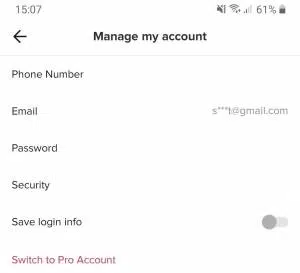 15:07 61%
Manage my account
Phone Number
Email s***t@gmail.com
Password
Security
Save login info
Switch to Pro Account